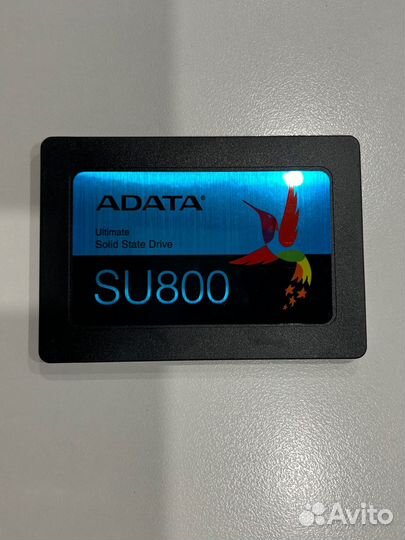 ADATA
Ultimate
Solid State Drive
SU800
Avito